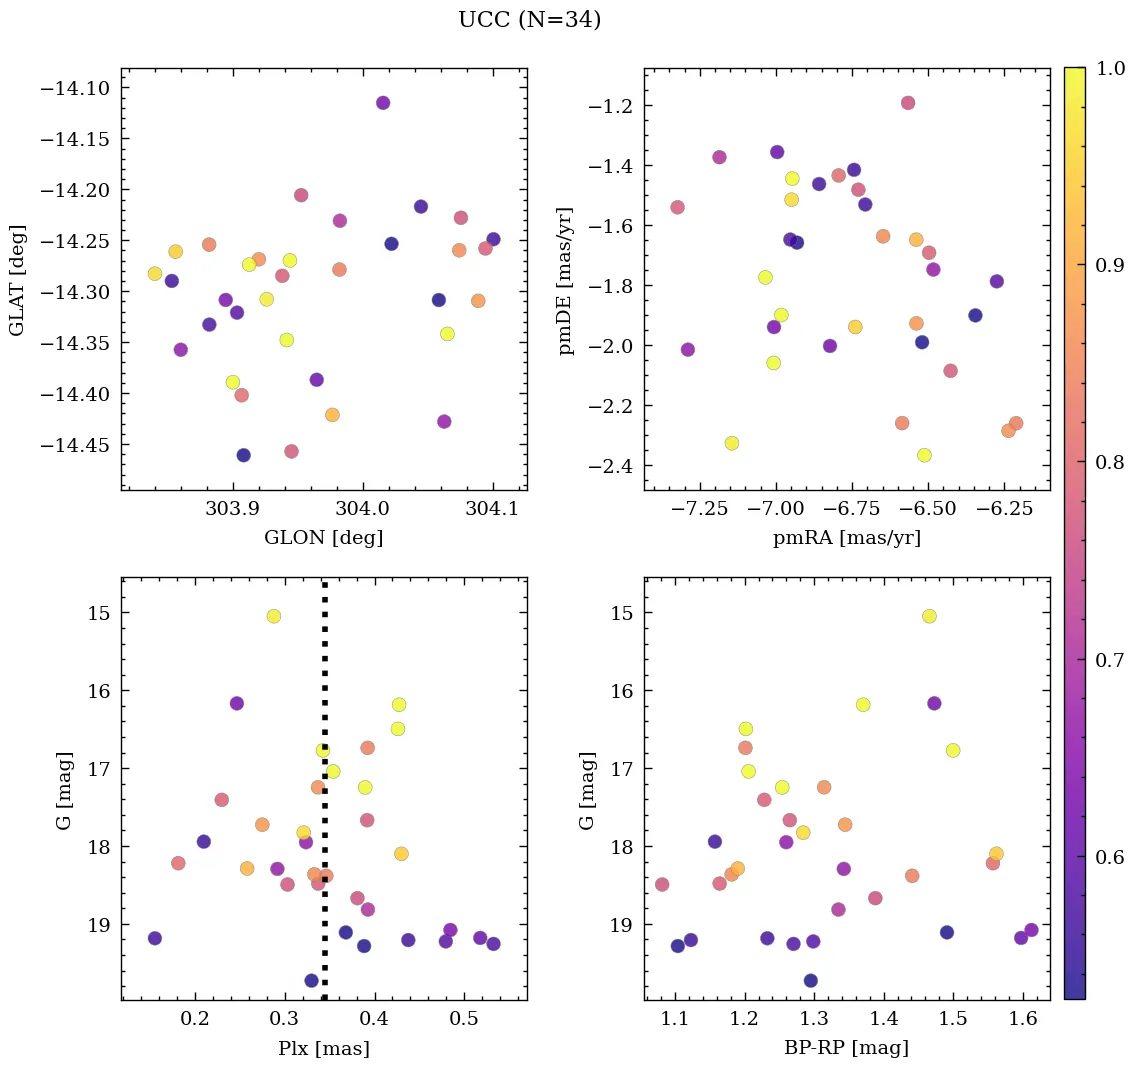 UCC (N=34)
−14.10
−14.15
−14.20
−14.25
−14.30
−14.35
−14.40
−14.45
GLAT [deg]
303.9 304.0 304.1
GLON [deg]
−1.2
−1.4
−1.6
−1.8
−2.0
−2.2
−2.4
pmDE [mas/yr]
−7.25 −7.00 −6.75 −6.50 −6.25
pmRA [mas/yr]
15
16
17
18
19
G [mag]
0.2 0.3 0.4 0.5
Plx [mas]
15
16
17
18
19
G [mag]
1.1 1.2 1.3 1.4 1.5 1.6
BP-RP [mag]
1.0
0.9
0.8
0.7
0.6